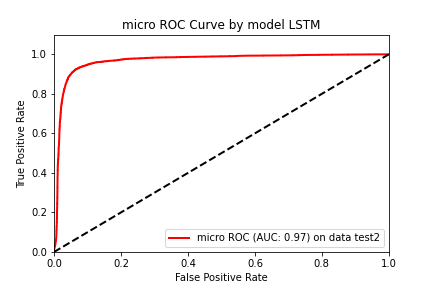 micro ROC Curve by model LSTM
True Positive Rate
1.0
0.8
0.6
0.4
0.2
0.0
micro ROC (AUC: 0.97) on data test2
0.0 0.2 0.4 0.6 0.8 1.0
False Positive Rate